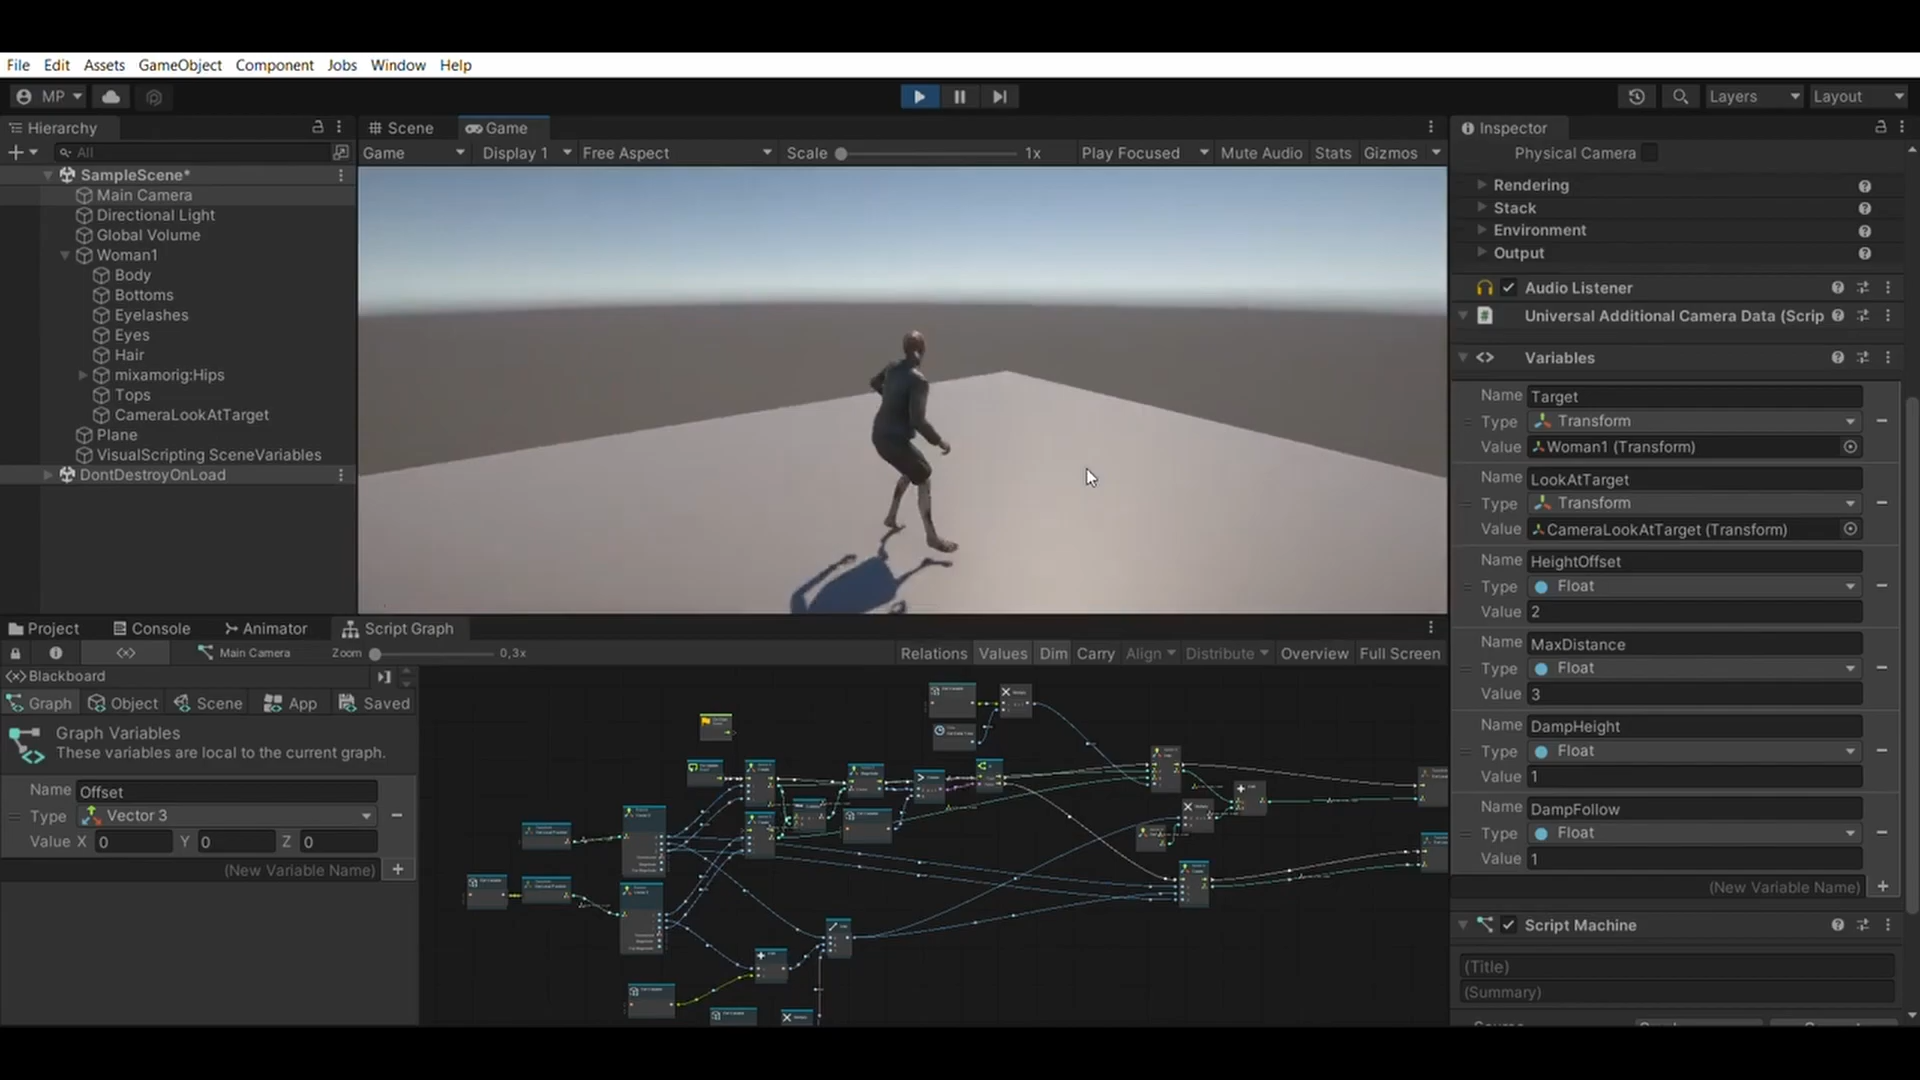 File Edit Assets GameObject Component Jobs Window Help
MP Layers Layout
Hierarchy
All
SampleScene*
Main Camera
Directional Light
Global Volume
Woman1
Body
Bottoms
Eyelashes
Eyes
Hair
mixamorig:Hips
Tops
CameraLookAtTarget
Plane
VisualScripting SceneVariables
DontDestroyOnLoad
Scene Game
Game Display 1 Free Aspect Scale 1x Play Focused Mute Audio Stats Gizmos
Project Console Animator Script Graph
Main Camera Zoom 0,3x Relations Values Dim Carry Align Distribute Overview Full Screen
Blackboard
Graph Object Scene App Saved
Graph Variables
These variables are local to the current graph.
Name Offset
Type Vector 3
Value X 0 Y 0 Z 0
(New Variable Name)
Inspector
Physical Camera
Rendering
Stack
Environment
Output
Audio Listener
Universal Additional Camera Data (Scrip
Variables
Name Target
Type Transform
Value Woman1 (Transform)
Name LookAtTarget
Type Transform
Value CameraLookAtTarget (Transform)
Name HeightOffset
Type Float
Value 2
Name MaxDistance
Type Float
Value 3
Name DampHeight
Type Float
Value 1
Name DampFollow
Type Float
Value 1
(New Variable Name)
Script Machine
(Title)
(Summary)